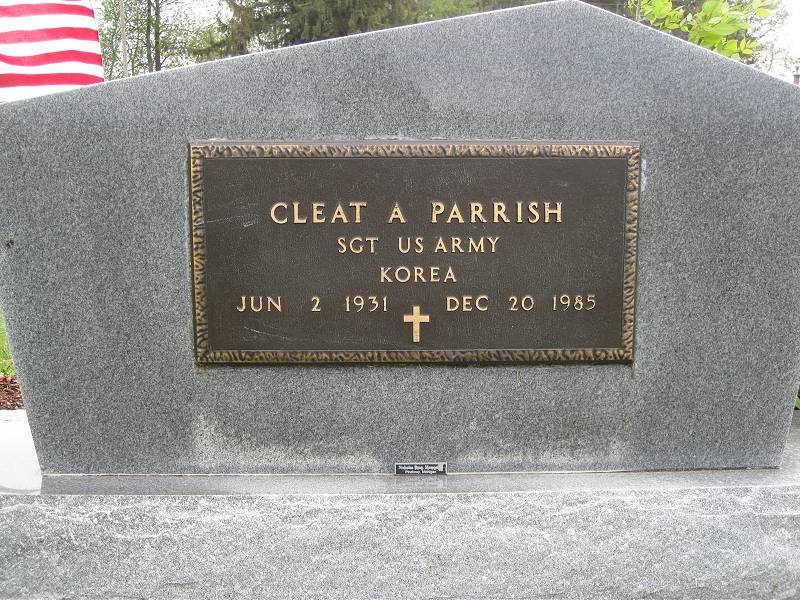 CLEAT A PARRISH
SGT US ARMY
KOREA
JUN 2 1931 DEC 20 1985